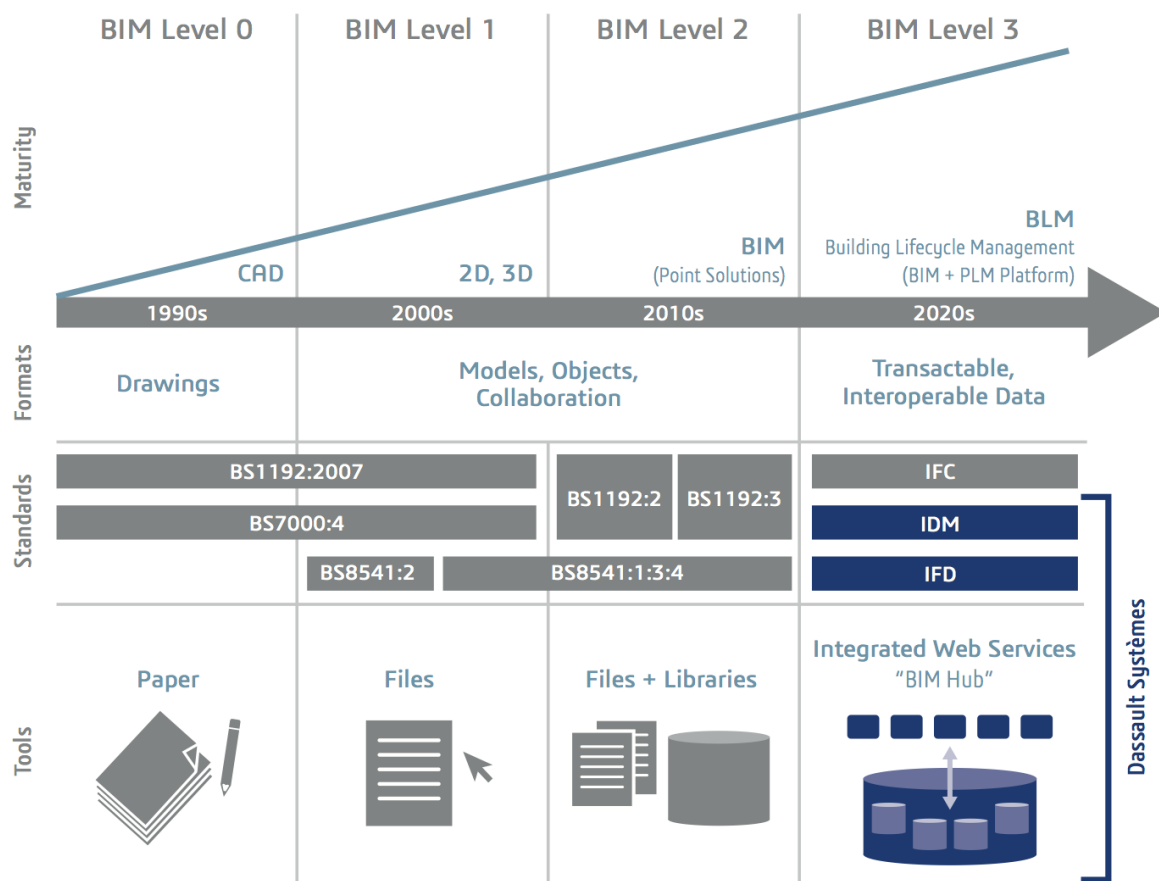 BIM Level 0
BIM Level 1
BIM Level 2
BIM Level 3
Maturity
CAD
2D, 3D
BIM
(Point Solutions)
BLM
Building Lifecycle Management
(BIM + PLM Platform)
1990s
2000s
2010s
2020s
Formats
Drawings
Models, Objects,
Collaboration
Transactable,
Interoperable Data
Standards
BS1192:2007
BS7000:4
BS8541:2
BS8541:1:3:4
BS1192:2
BS1192:3
IFC
IDM
IFD
Dassault Systèmes
Tools
Paper
Files
Files + Libraries
Integrated Web Services
“BIM Hub”